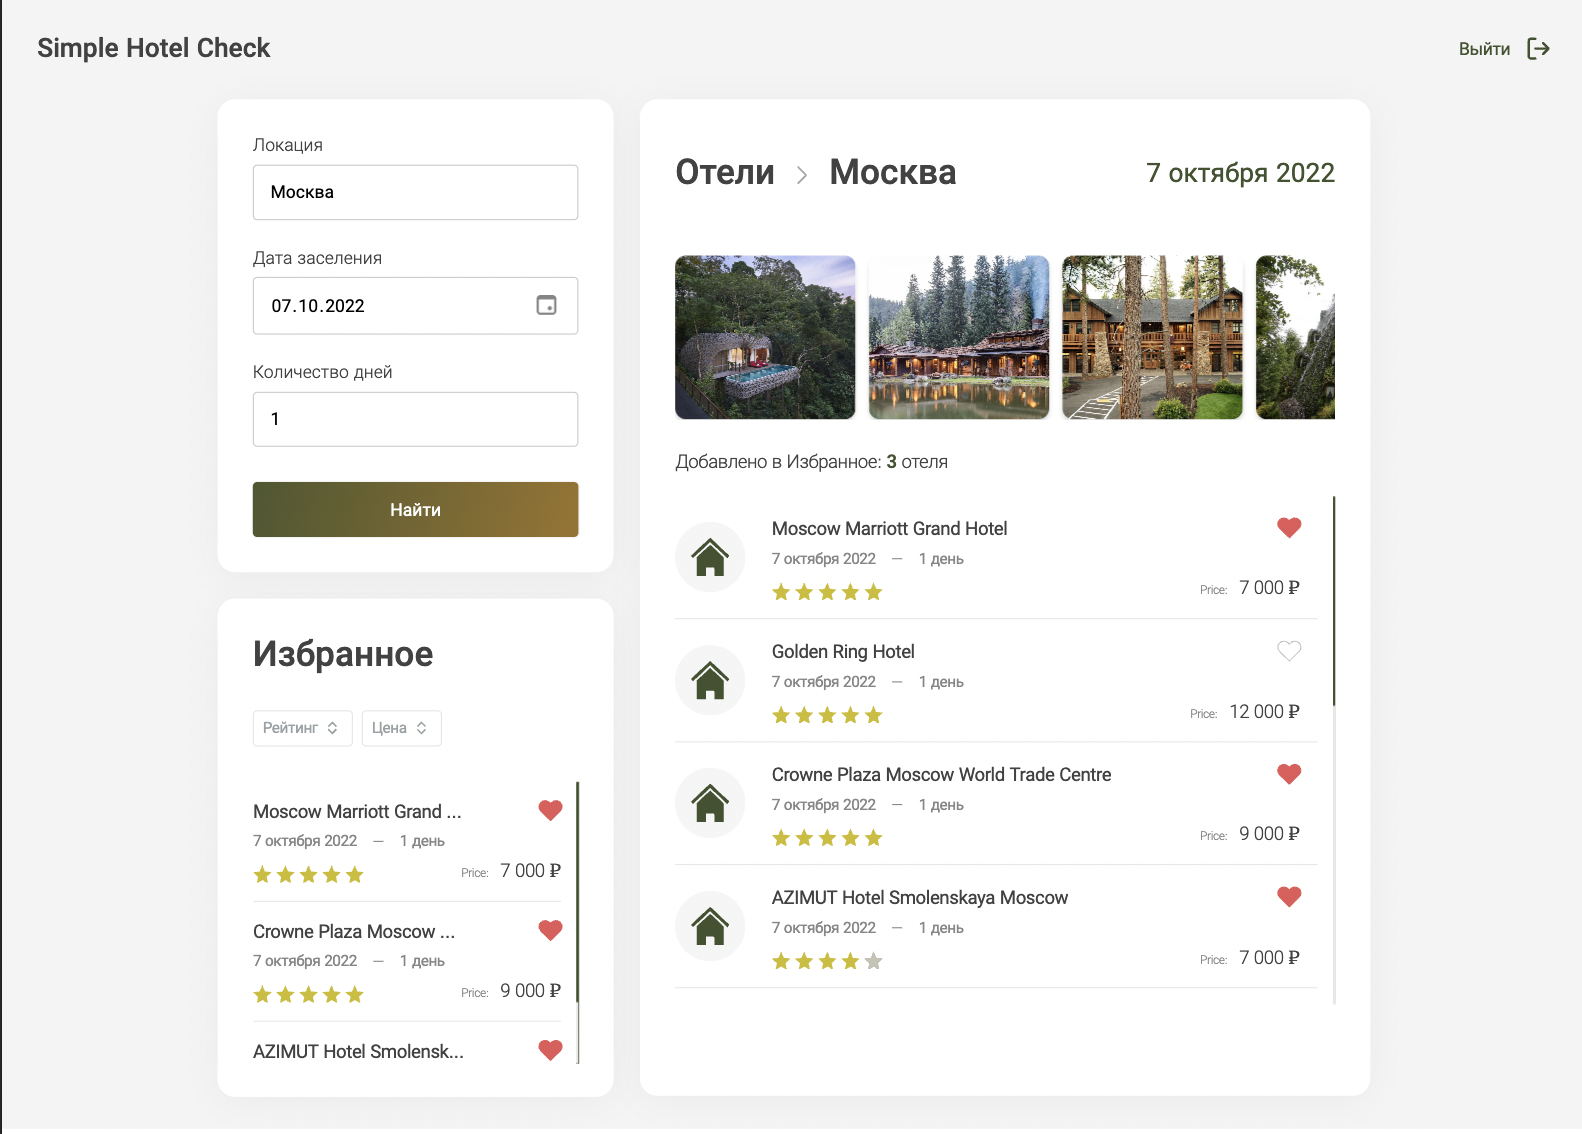 Simple Hotel Check
Выйти
Локация
Москва
Дата заселения
07.10.2022
Количество дней
1
Найти
Избранное
Рейтинг
Цена
Moscow Marriott Grand ...
7 октября 2022 — 1 день
Price: 7 000 ₽
Crowne Plaza Moscow ...
7 октября 2022 — 1 день
Price: 9 000 ₽
AZIMUT Hotel Smolensk...
Отели > Москва
7 октября 2022
Добавлено в Избранное: 3 отеля
Moscow Marriott Grand Hotel
7 октября 2022 — 1 день
Price: 7 000 ₽
Golden Ring Hotel
7 октября 2022 — 1 день
Price: 12 000 ₽
Crowne Plaza Moscow World Trade Centre
7 октября 2022 — 1 день
Price: 9 000 ₽
AZIMUT Hotel Smolenskaya Moscow
7 октября 2022 — 1 день
Price: 7 000 ₽